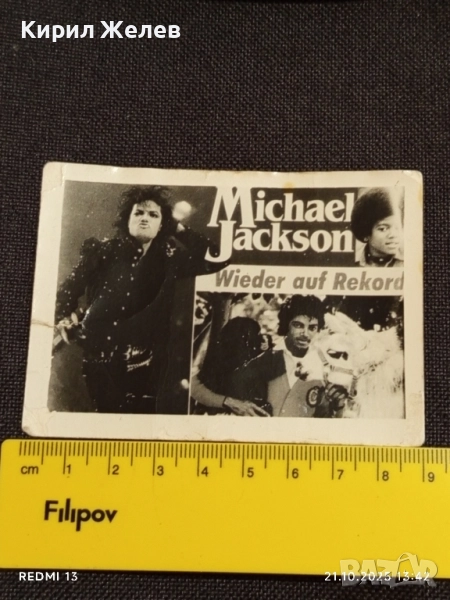 Кирил Желев
Michael
Jackson
Wieder auf Rekord
cm 1 2 3 4 5 6 7 8 9
Filipov
REDMI 13
21.10.2025 13:42
BAZAR